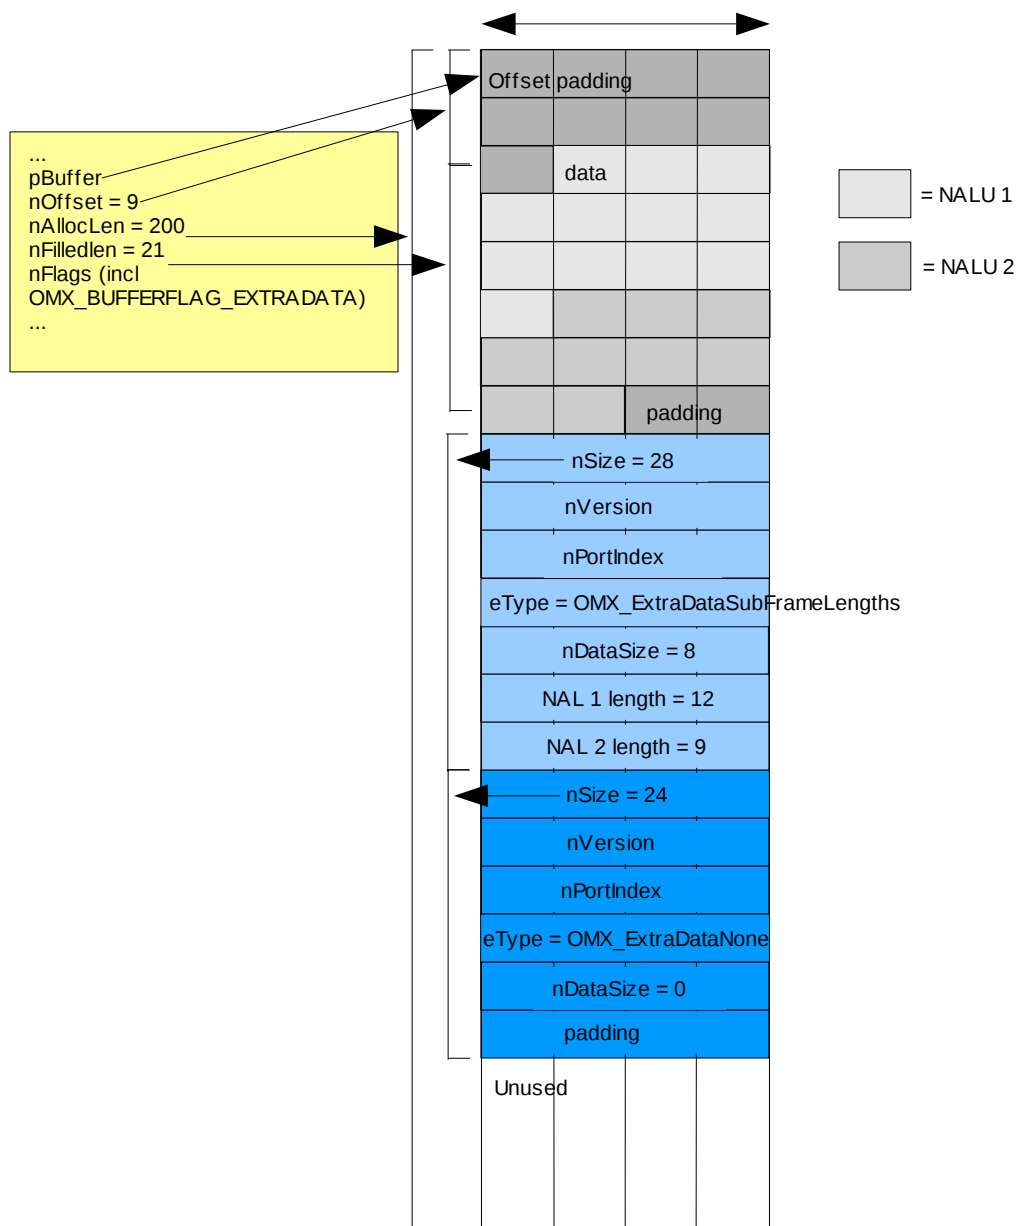 Offset padding
...
pBuffer
nOffset = 9
nAllocLen = 200
nFilledlen = 21
nFlags (incl
OMX_BUFFERFLAG_EXTRADATA)
...
data
= NALU 1
= NALU 2
padding
nSize = 28
nVersion
nPortIndex
eType = OMX_ExtraDataSubFrameLengths
nDataSize = 8
NAL 1 length = 12
NAL 2 length = 9
nSize = 24
nVersion
nPortIndex
eType = OMX_ExtraDataNone
nDataSize = 0
padding
Unused